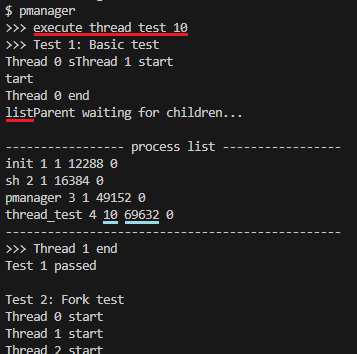 $ pmanager
>>> execute thread_test 10
>>> Test 1: Basic test
Thread 0 sThread 1 start
tart
Thread 0 end
listParent waiting for children...

----------------- process list -----------------
init 1 1 12288 0
sh 2 1 16384 0
pmanager 3 1 49152 0
thread_test 4 10 69632 0
------------------------------------------------
>>> Thread 1 end
Test 1 passed

Test 2: Fork test
Thread 0 start
Thread 1 start
Thread 2 start